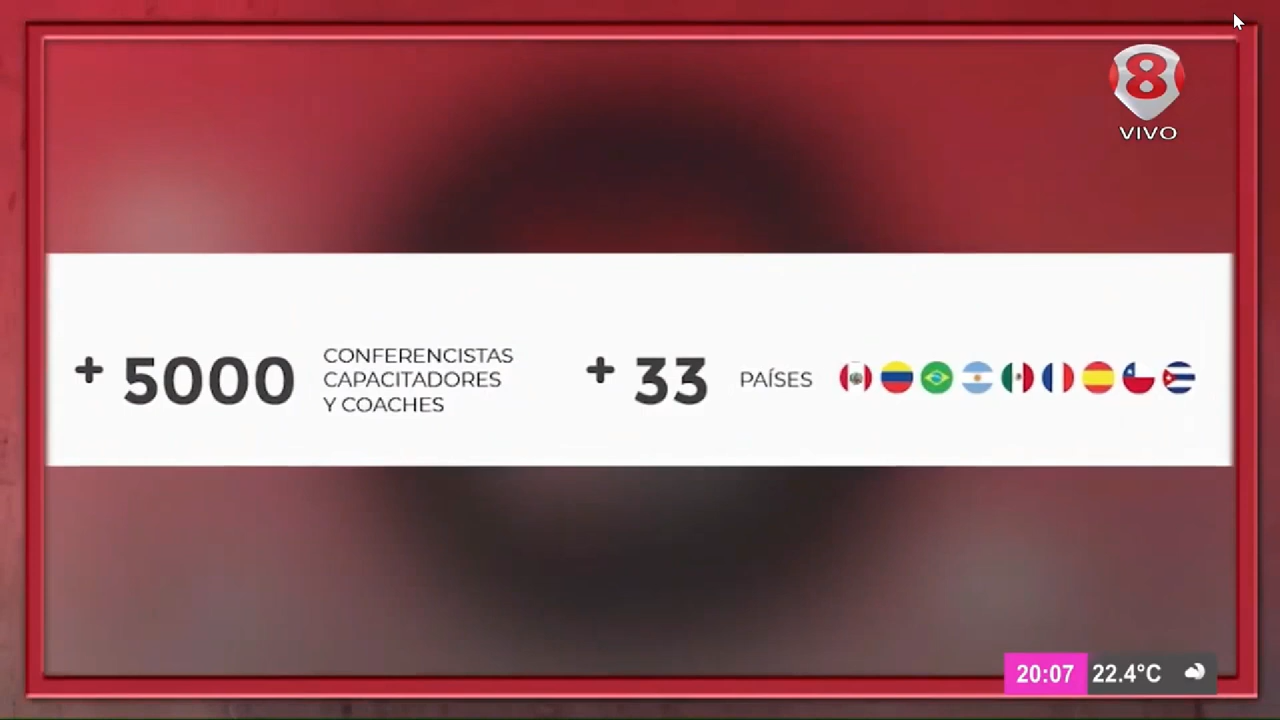 8
VIVO
+ 5000
CONFERENCISTAS
CAPACITADORES
Y COACHES
+ 33
PAÍSES
20:07 22.4°C